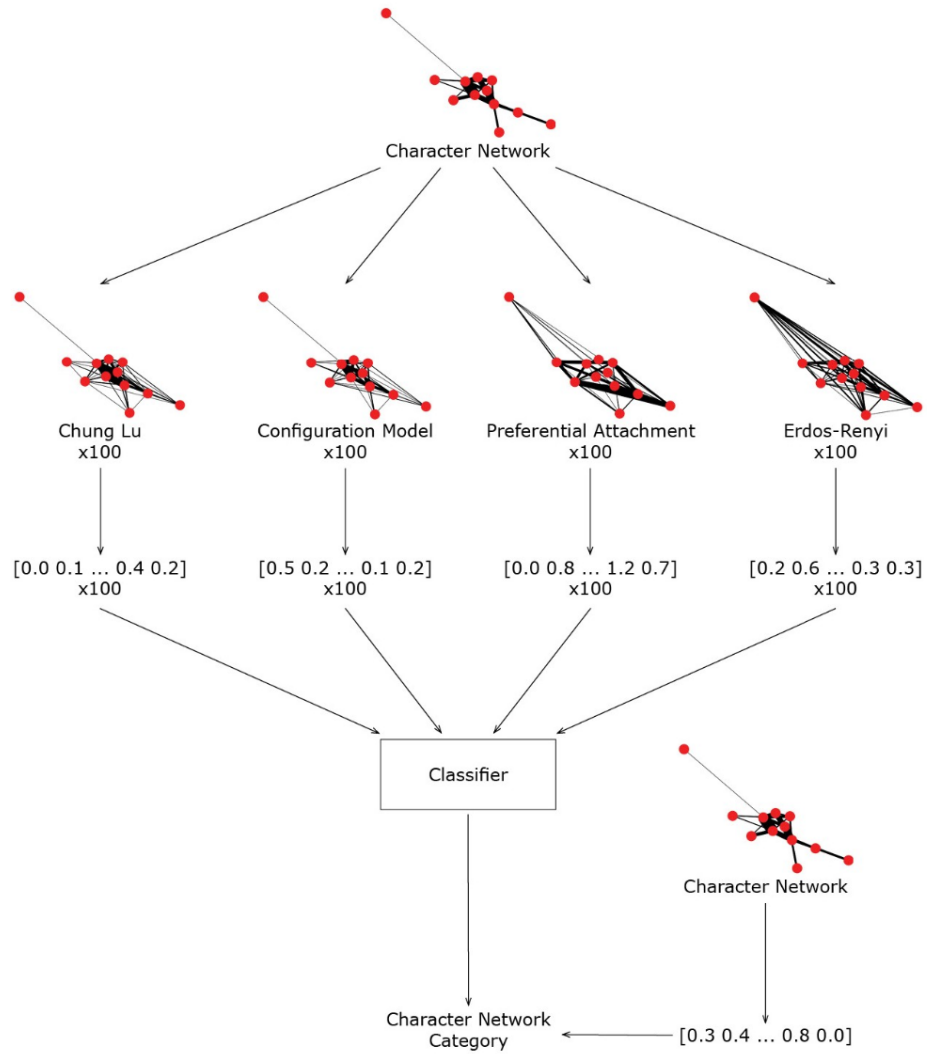 Character Network
Chung Lu
x100
Configuration Model
x100
Preferential Attachment
x100
Erdos-Renyi
x100
[0.0 0.1 ... 0.4 0.2]
x100
[0.5 0.2 ... 0.1 0.2]
x100
[0.0 0.8 ... 1.2 0.7]
x100
[0.2 0.6 ... 0.3 0.3]
x100
Classifier
Character Network
Character Network
Category
[0.3 0.4 ... 0.8 0.0]